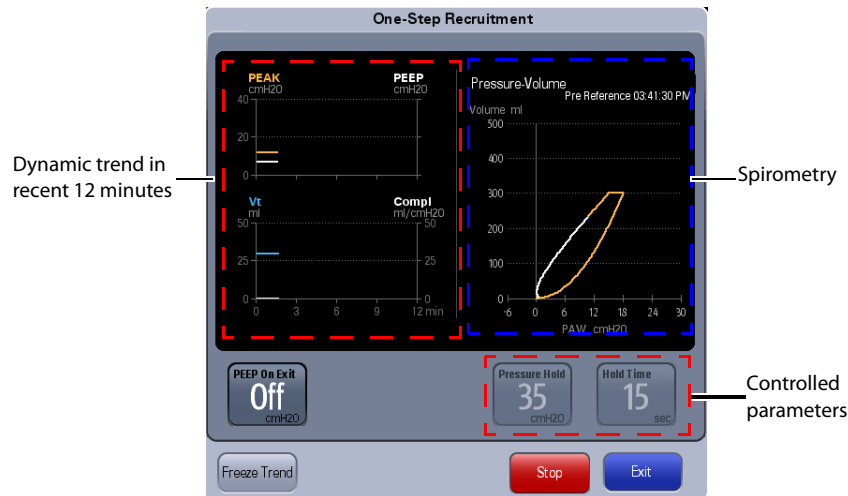 One-Step Recruitment
PEAK
cmH2O
PEEP
cmH2O
40
20
0
Vt
ml
Compl
ml/cmH2O
50
50
25
25
0
0
3
6
9
12 min
Pressure-Volume
Pre Reference 03:41:30 PM
Volume ml
500
400
300
200
100
0
-6
0
6
12
18
24
30
PAW cmH2O
Dynamic trend in
recent 12 minutes
Spirometry
PEEP On Exit
Off
cmH2O
Pressure Hold
35
cmH2O
Hold Time
15
sec
Controlled
parameters
Freeze Trend
Stop
Exit